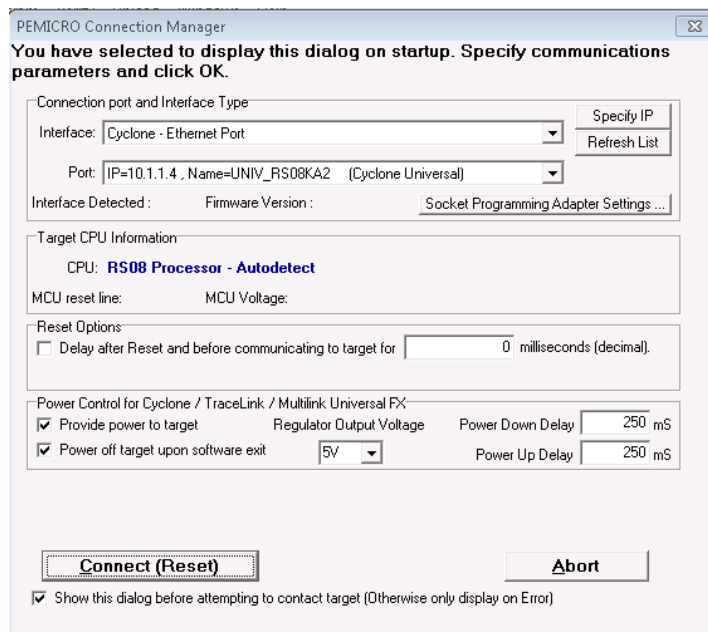 PEMICRO Connection Manager
You have selected to display this dialog on startup. Specify communications
parameters and click OK.
Connection port and Interface Type
Specify IP
Interface: Cyclone - Ethernet Port
Refresh List
Port: IP=10.1.1.4 , Name=UNIV_RS08KA2 (Cyclone Universal)
Interface Detected : Firmware Version : Socket Programming Adapter Settings ...
Target CPU Information
CPU: RS08 Processor - Autodetect
MCU reset line: MCU Voltage:
Reset Options
Delay after Reset and before communicating to target for 0 milliseconds (decimal).
Power Control for Cyclone / TraceLink / Multilink Universal FX
Provide power to target Regulator Output Voltage Power Down Delay 250 mS
Power off target upon software exit 5V Power Up Delay 250 mS
Connect (Reset) Abort
Show this dialog before attempting to contact target (Otherwise only display on Error)